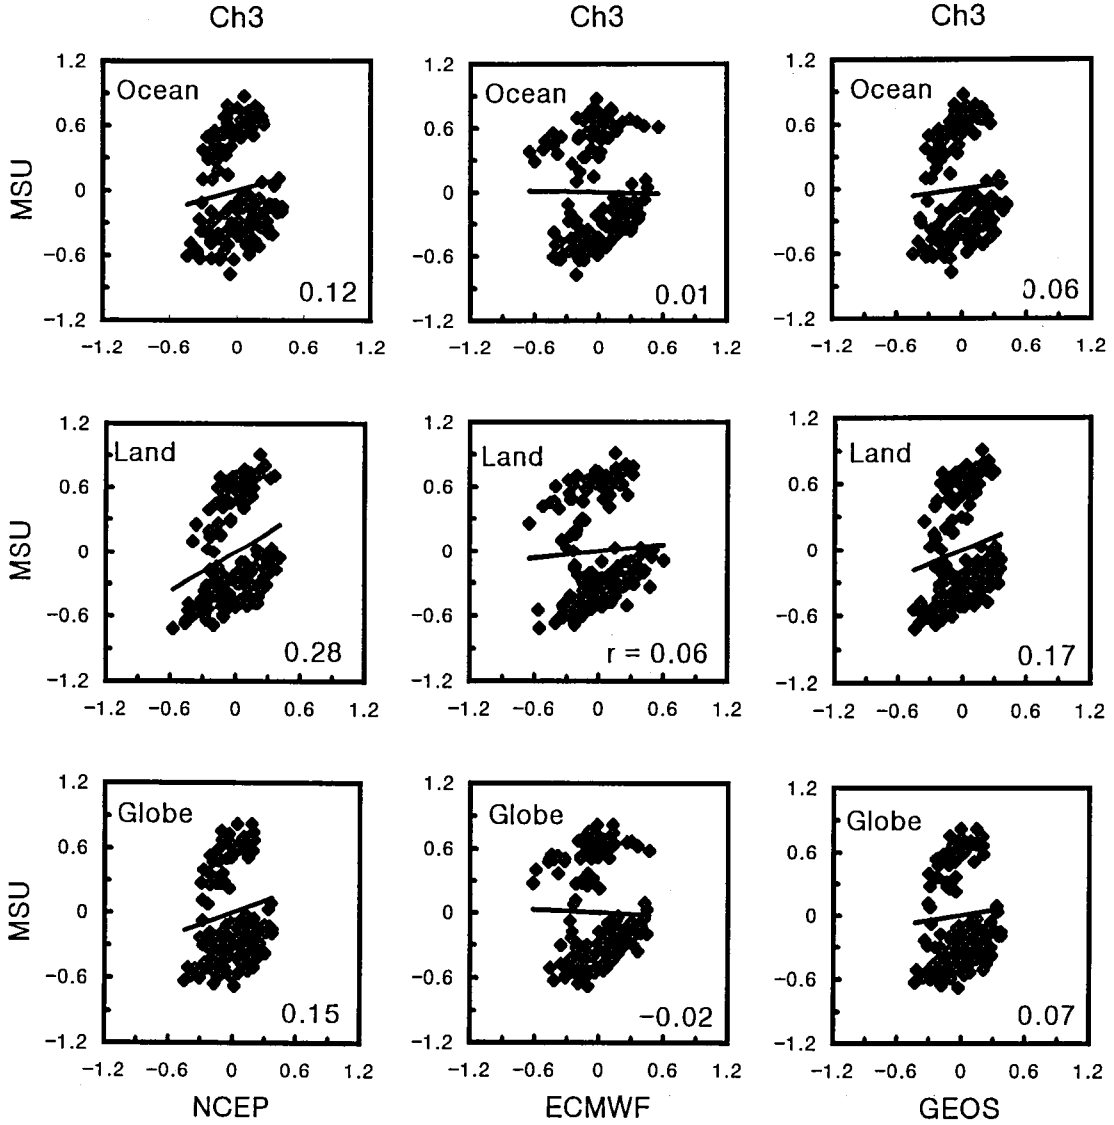 Ch3 Ch3 Ch3
1.2 1.2 1.2
Ocean Ocean Ocean
0.6 0.6 0.6
MSU 0 0 0
−0.6 −0.6 −0.6
0.12 0.01 0.06
−1.2 −1.2 −1.2
−1.2 −0.6 0 0.6 1.2 −1.2 −0.6 0 0.6 1.2 −1.2 −0.6 0 0.6 1.2
1.2 1.2 1.2
Land Land Land
0.6 0.6 0.6
MSU 0 0 0
−0.6 −0.6 −0.6
0.28 r = 0.06 0.17
−1.2 −1.2 −1.2
−1.2 −0.6 0 0.6 1.2 −1.2 −0.6 0 0.6 1.2 −1.2 −0.6 0 0.6 1.2
1.2 1.2 1.2
Globe Globe Globe
0.6 0.6 0.6
MSU 0 0 0
−0.6 −0.6 −0.6
0.15 −0.02 0.07
−1.2 −1.2 −1.2
−1.2 −0.6 0 0.6 1.2 −1.2 −0.6 0 0.6 1.2 −1.2 −0.6 0 0.6 1.2
NCEP ECMWF GEOS